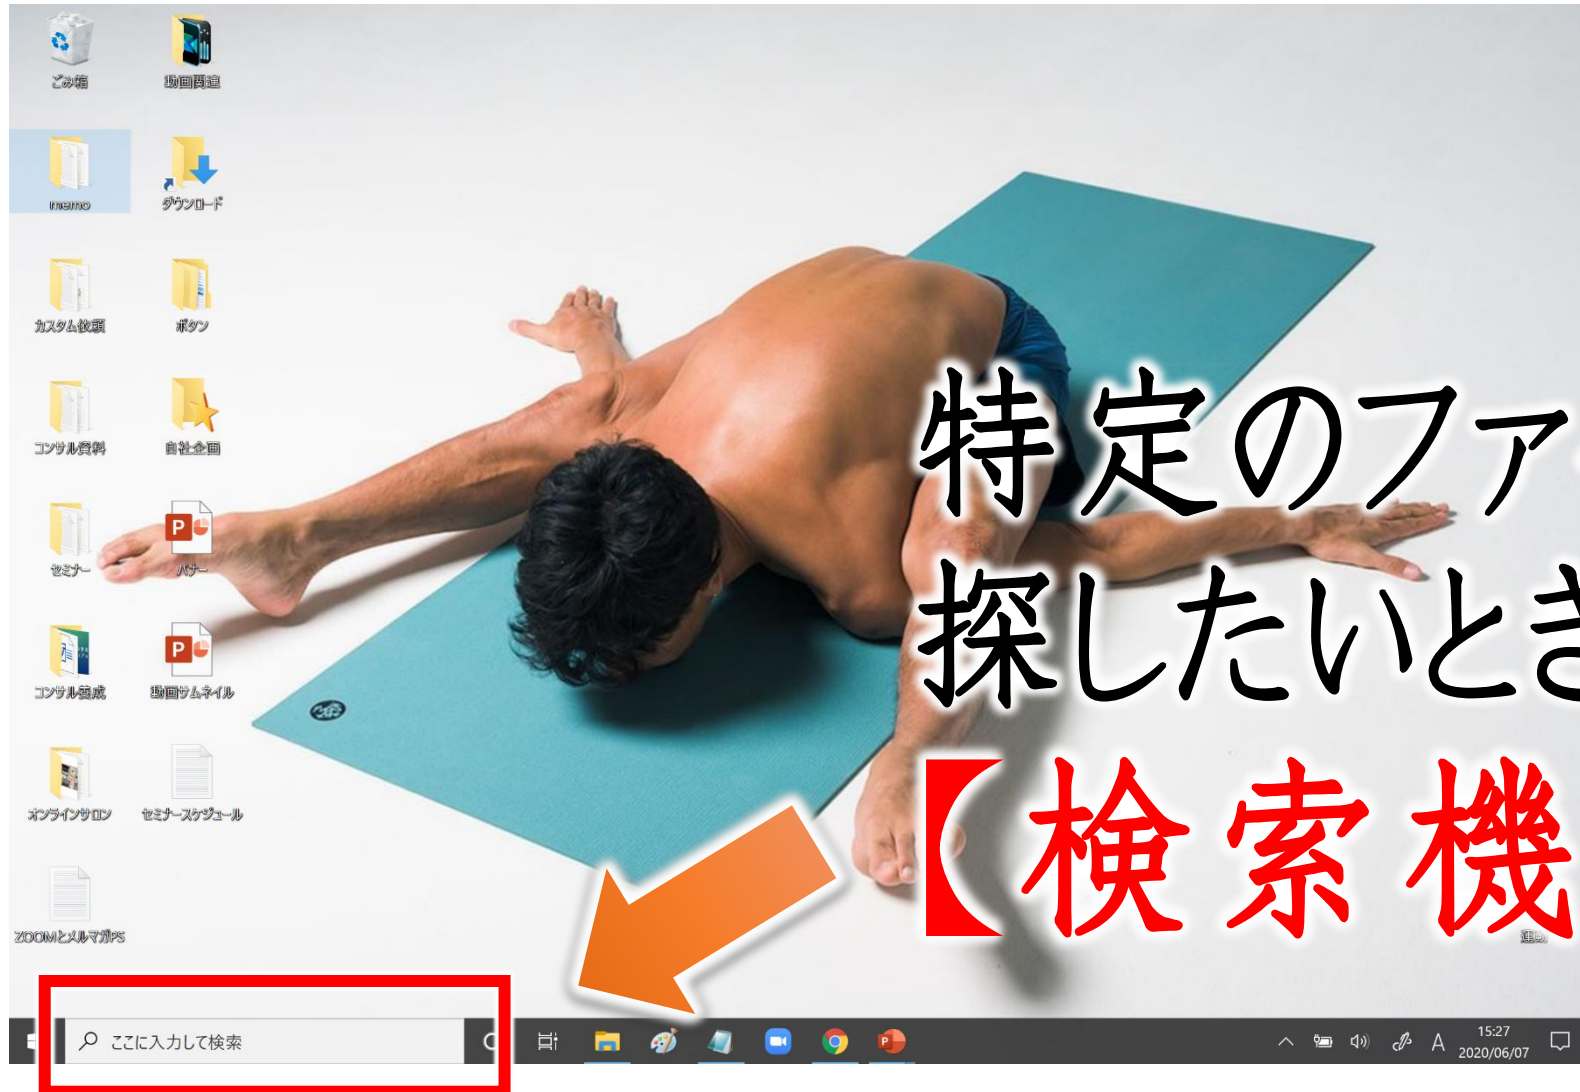 ごみ箱
動画関連
memo
ダウンロード
カスタム依頼
ボタン
コンサル資料
自社企画
セミナー
バナー
コンサル養成
動画サムネイル
オンラインサロン
セミナースケジュール
ZOOMとメルマガPS
特定のファ
探したいとき
【検索機
ここに入力して検索
A
15:27
2020/06/07